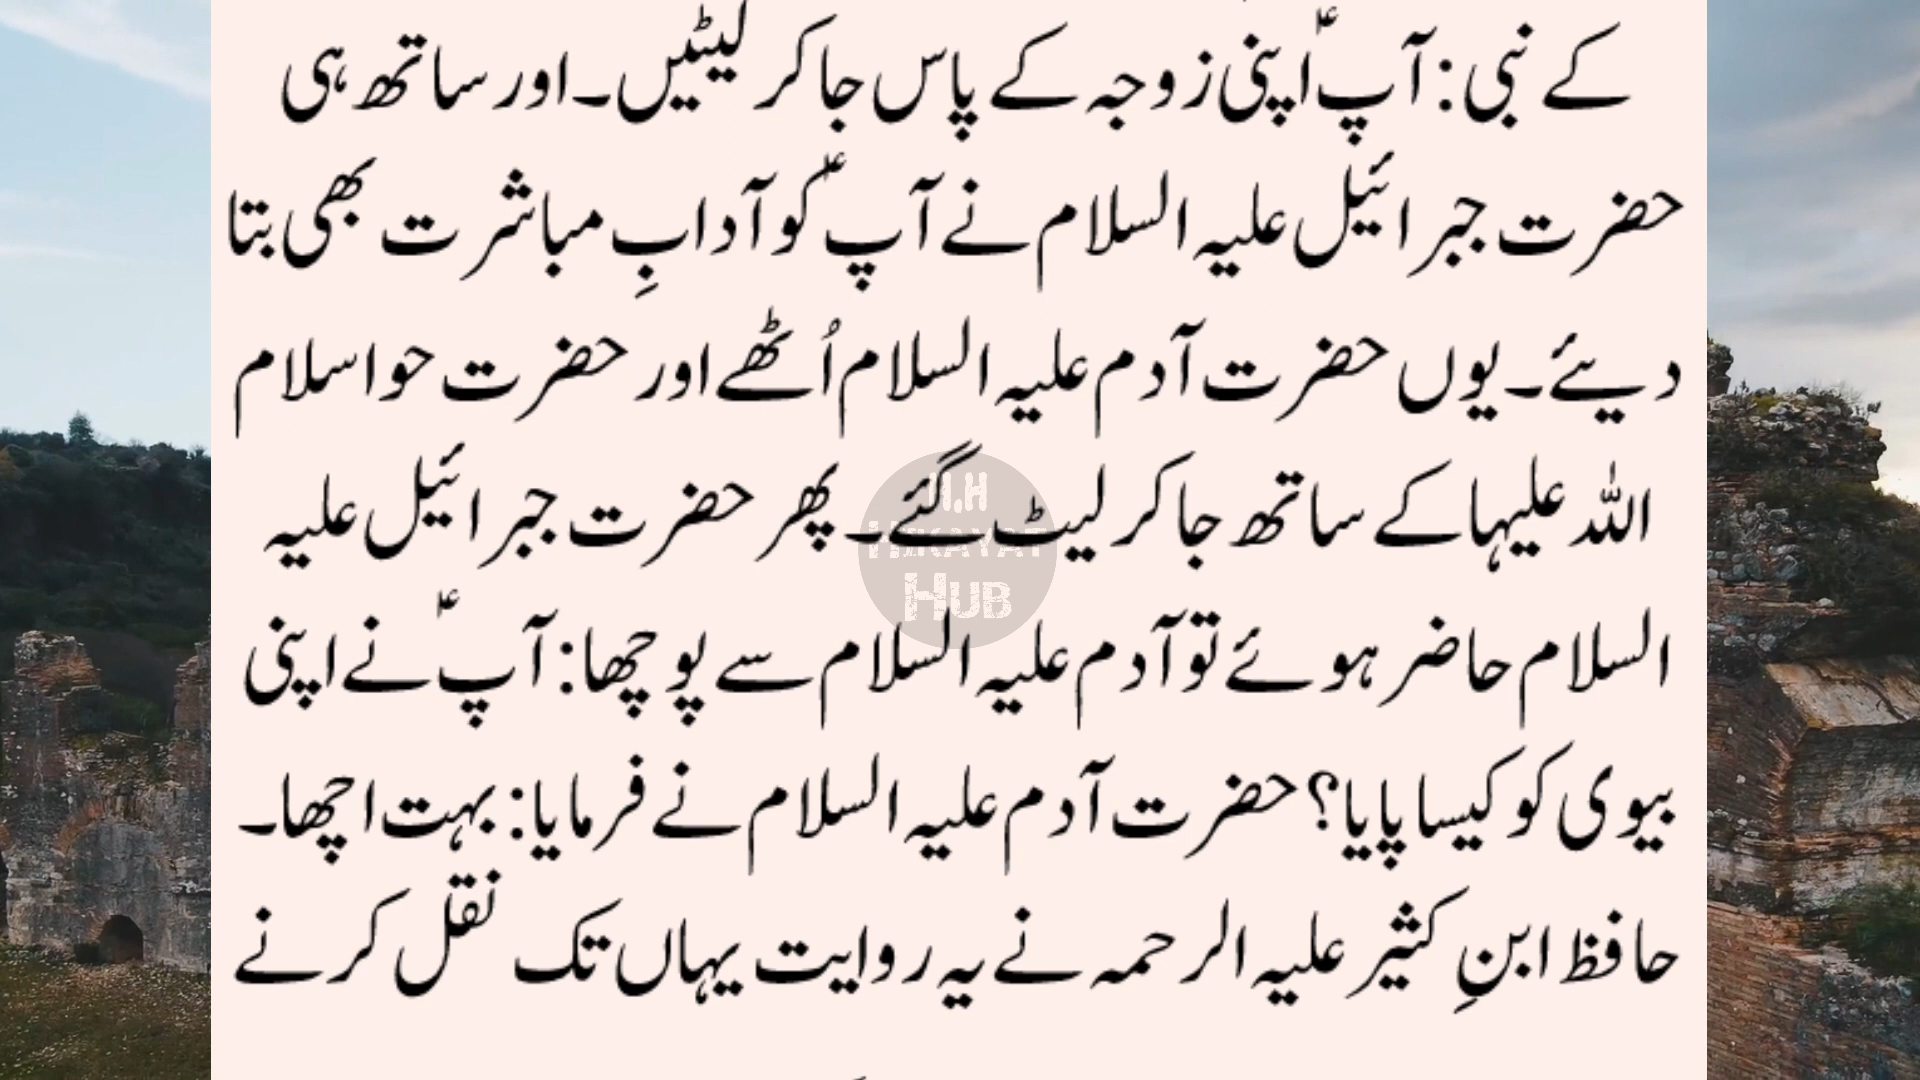 کے نبی: آپؑ اپنی زوجہ کے پاس جا کر لیٹیں۔ اور ساتھ ہی
حضرت جبرائیل علیہ السلام نے آپؑ کو آدابِ مباشرت بھی بتا
دیئے۔ یوں حضرت آدم علیہ السلام اُٹھے اور حضرت حوا سلام
اللہ علیہا کے ساتھ جا کر لیٹ گئے۔ پھر حضرت جبرائیل علیہ
السلام حاضر ہوئے تو آدم علیہ السلام سے پوچھا: آپؑ نے اپنی
بیوی کو کیسا پایا؟ حضرت آدم علیہ السلام نے فرمایا: بہت اچھا۔
حافظ ابنِ کثیر علیہ الرحمہ نے یہ روایت یہاں تک نقل کرنے
H.H
HIKAYAT
HUB